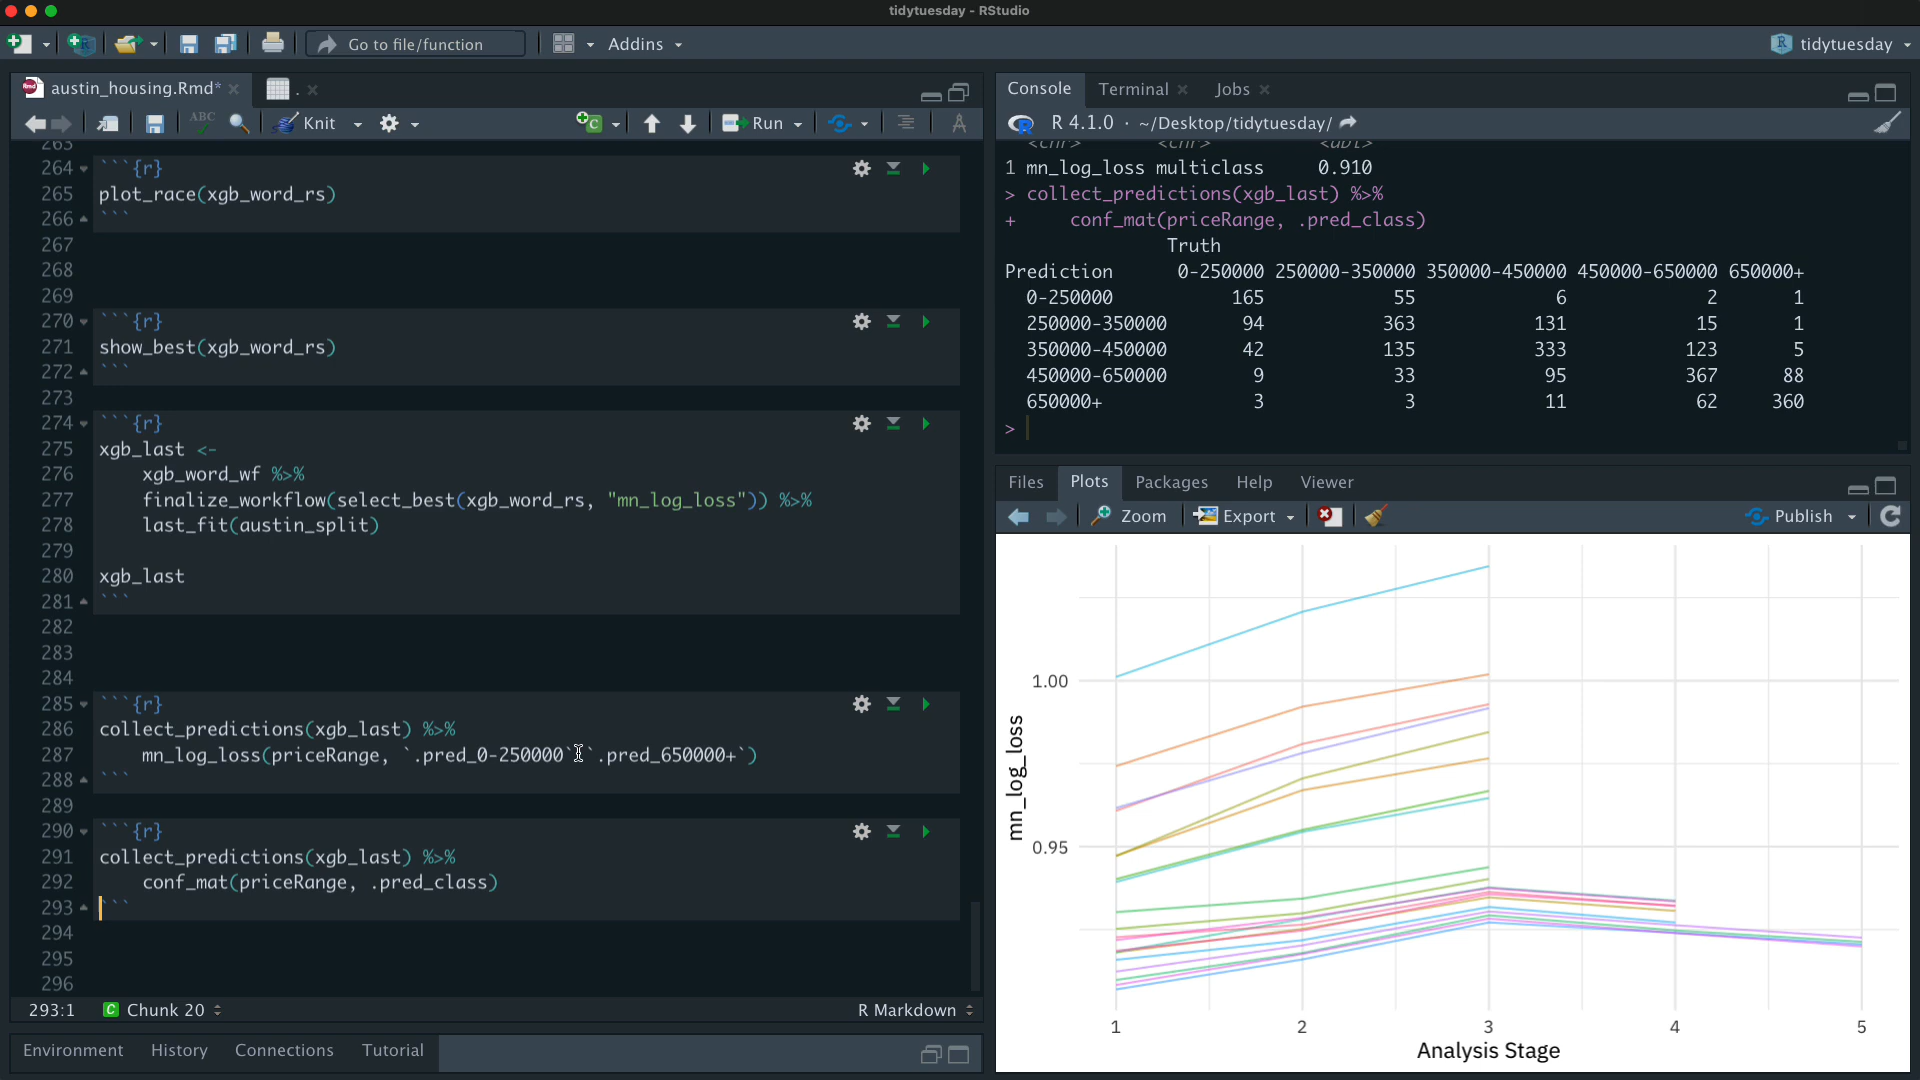 tidytuesday - RStudio
Go to file/function
Addins
tidytuesday
austin_housing.Rmd*
.
ABC
Knit
Run
264 ```{r}
265 plot_race(xgb_word_rs)
266 ```
267
268
269
270 ```{r}
271 show_best(xgb_word_rs)
272 ```
273
274 ```{r}
275 xgb_last <-
276     xgb_word_wf %>%
277     finalize_workflow(select_best(xgb_word_rs, "mn_log_loss")) %>%
278     last_fit(austin_split)
279
280 xgb_last
281 ```
282
283
284
285 ```{r}
286 collect_predictions(xgb_last) %>%
287     mn_log_loss(priceRange, `.pred_0-250000` `.pred_650000+`)
288 ```
289
290 ```{r}
291 collect_predictions(xgb_last) %>%
292     conf_mat(priceRange, .pred_class)
293 ```
294
295
296
293:1 C Chunk 20 R Markdown
Environment History Connections Tutorial
Console Terminal Jobs
R 4.1.0 · ~/Desktop/tidytuesday/
1 mn_log_loss multiclass     0.910
> collect_predictions(xgb_last) %>%
+     conf_mat(priceRange, .pred_class)
Truth
Prediction 0-250000 250000-350000 350000-450000 450000-650000 650000+
0-250000 165 55 6 2 1
250000-350000 94 363 131 15 1
350000-450000 42 135 333 123 5
450000-650000 9 33 95 367 88
650000+ 3 3 11 62 360
>
Files Plots Packages Help Viewer
Zoom Export Publish
mn_log_loss
1.00
0.95
1 2 3 4 5
Analysis Stage